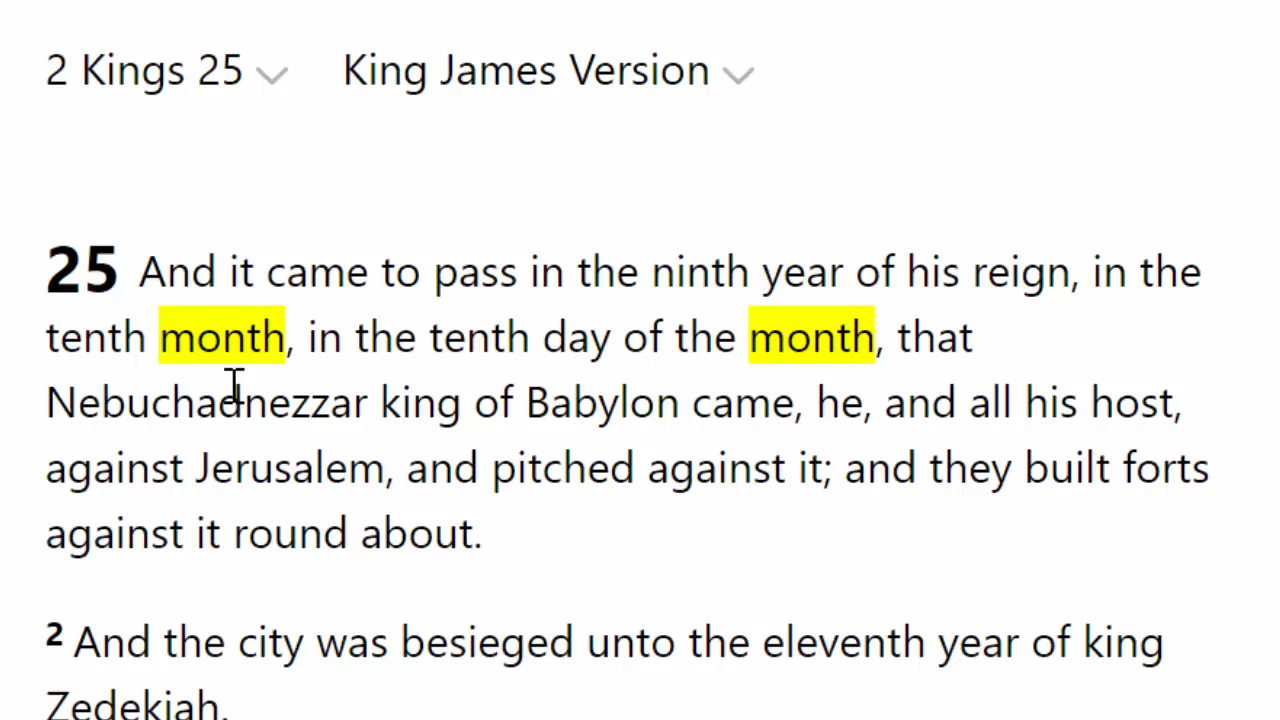 2 Kings 25 King James Version
25 And it came to pass in the ninth year of his reign, in the
tenth month, in the tenth day of the month, that
Nebuchadnezzar king of Babylon came, he, and all his host,
against Jerusalem, and pitched against it; and they built forts
against it round about.
2 And the city was besieged unto the eleventh year of king
Zedekiah.